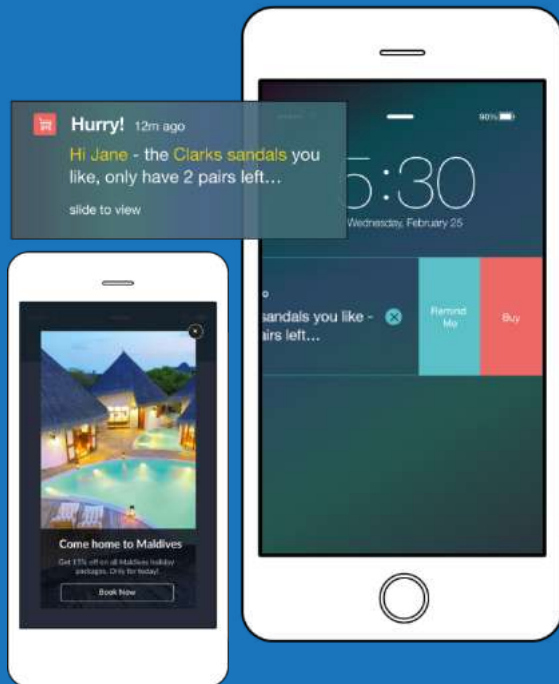 Hurry! 12m ago
Hi Jane - the Clarks sandals you
like, only have 2 pairs left...
slide to view
90%
5:30
Wednesday, February 25
sandals you like -
airs left...
Remind
Me
Buy
Come home to Maldives
Get 15% off on all Maldives holiday
packages. Only for today!
Book Now